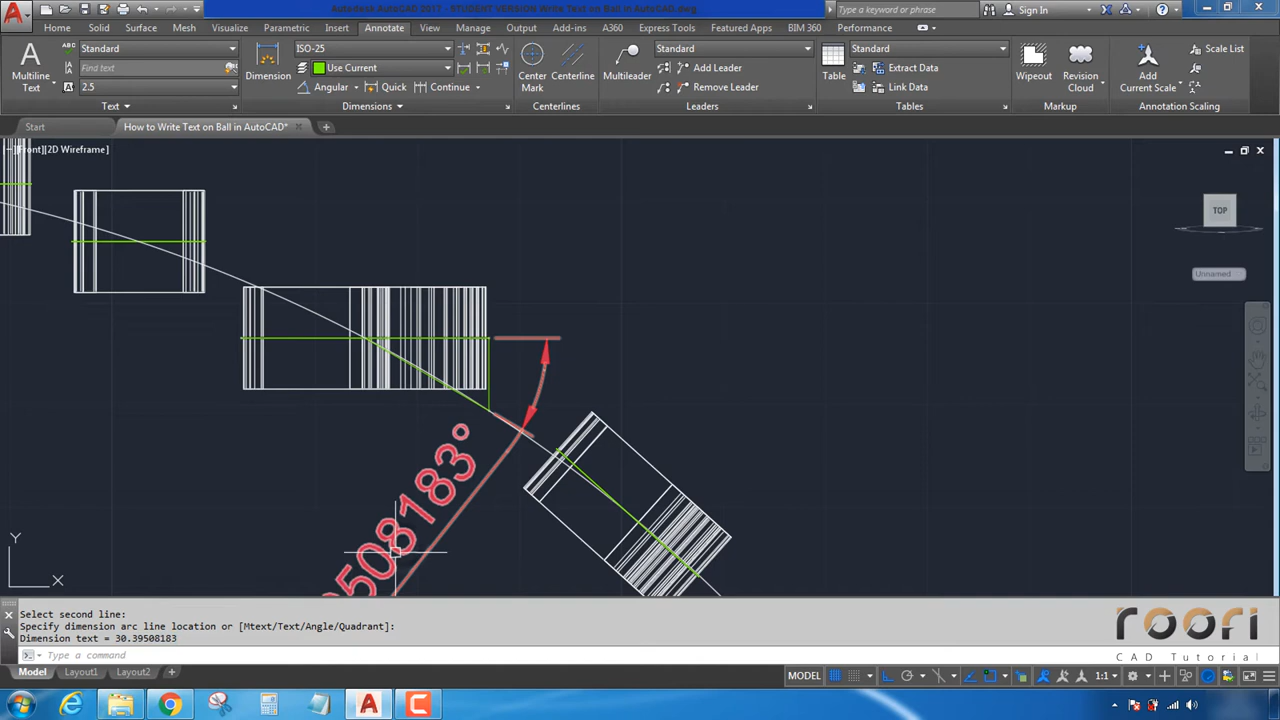 Autodesk AutoCAD 2017 - STUDENT VERSION Write Text on Ball in AutoCAD.dwg
Type a keyword or phrase
Sign In
Home Solid Surface Mesh Visualize Parametric Insert Annotate View Manage Output Add-ins A360 Express Tools Featured Apps BIM 360 Performance
Multiline Text
Standard
Find text
2.5
Text
Dimension
ISO-25
Use Current
Angular Quick Continue
Dimensions
Center Mark
Centerline
Centerlines
Multileader
Standard
Add Leader
Remove Leader
Leaders
Table
Standard
Extract Data
Link Data
Tables
Wipeout
Revision Cloud
Markup
Add Current Scale
Scale List
Annotation Scaling
Start
How to Write Text on Ball in AutoCAD*
[−][Front][2D Wireframe]
TOP
Unnamed
9508183°
Y
X
Select second line:
Specify dimension arc line location or [Mtext/Text/Angle/Quadrant]:
Dimension text = 30.39508183
Type a command
roofi
CAD Tutorial
Model Layout1 Layout2
MODEL
1:1